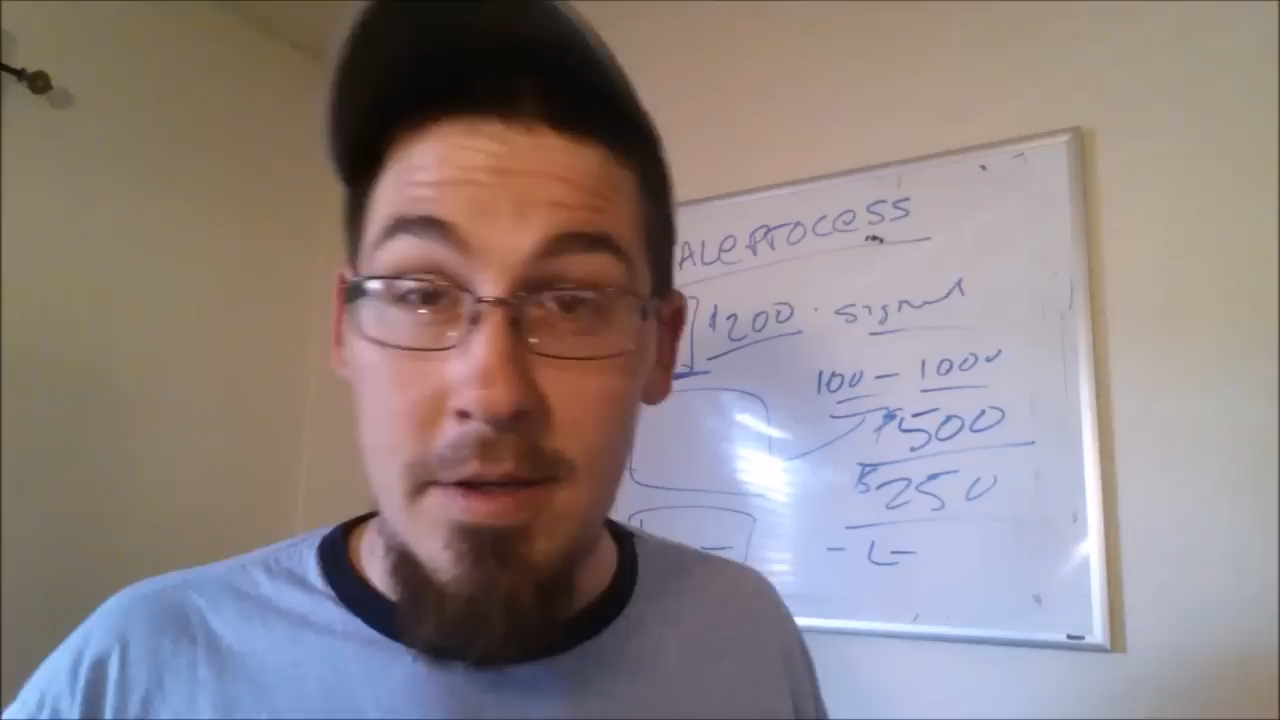 ALe Process
$200 . signal
100 - 1000
$500
$250
- L -